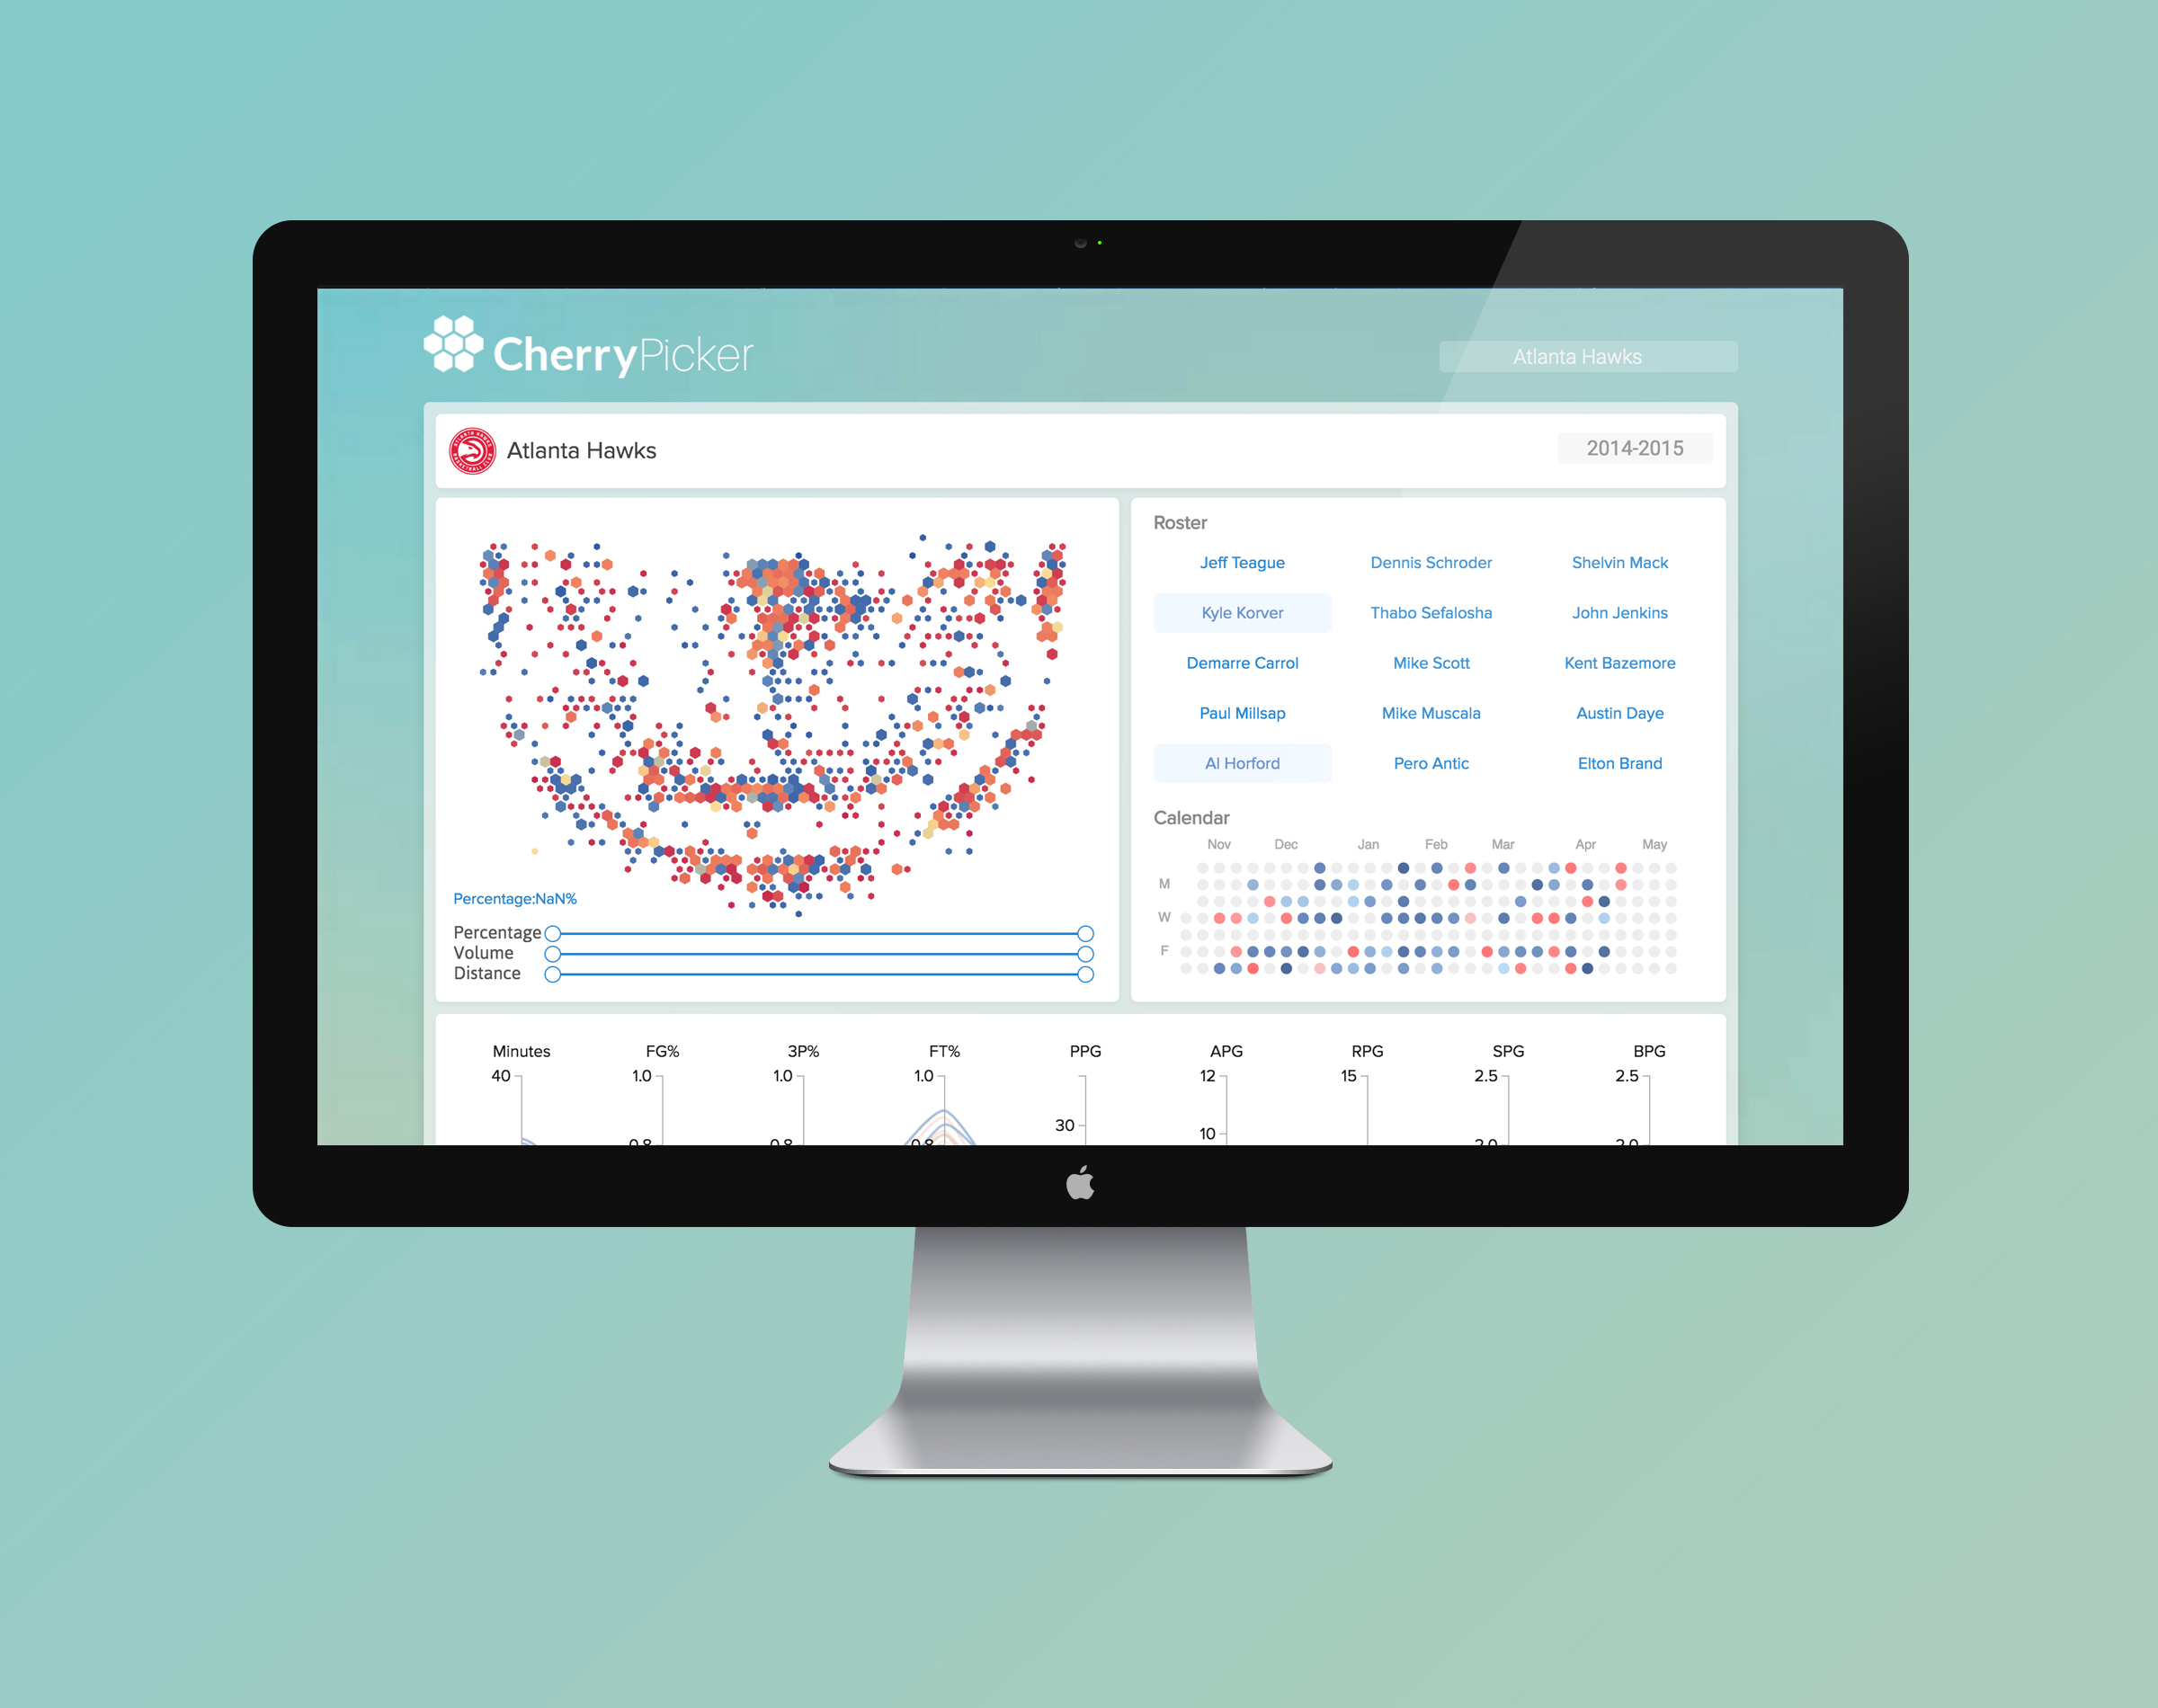 CherryPicker
Atlanta Hawks
Atlanta Hawks
2014-2015
Percentage:NaN%
Percentage
Volume
Distance
Roster
Jeff Teague Dennis Schroder Shelvin Mack
Kyle Korver Thabo Sefalosha John Jenkins
Demarre Carrol Mike Scott Kent Bazemore
Paul Millsap Mike Muscala Austin Daye
Al Horford Pero Antic Elton Brand
Calendar
Nov Dec Jan Feb Mar Apr May
M
W
F
Minutes FG% 3P% FT% PPG APG RPG SPG BPG
40 1.0 1.0 1.0 12 15 2.5 2.5
30
10
0.8 0.8 0.8 2.0 2.0